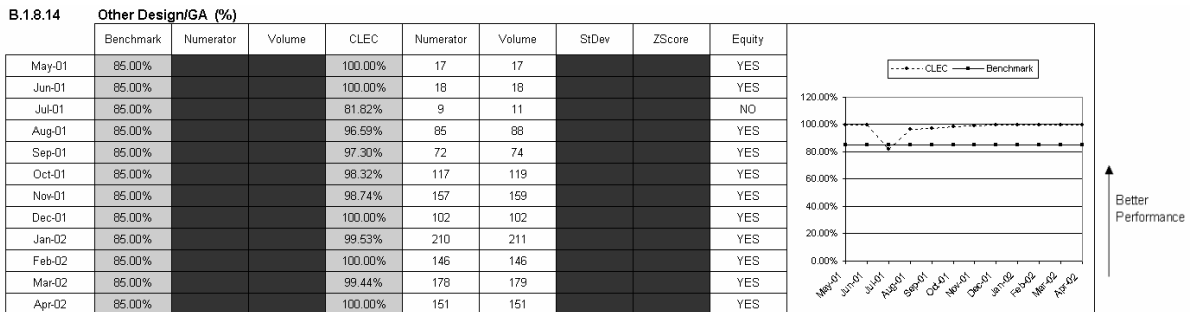 B.1.8.14 Other Design/GA (%)
Benchmark Numerator Volume CLEC Numerator Volume StDev ZScore Equity
May-01 85.00% 100.00% 17 17 YES
Jun-01 85.00% 100.00% 18 18 YES
Jul-01 85.00% 81.82% 9 11 NO
Aug-01 85.00% 96.59% 85 88 YES
Sep-01 85.00% 97.30% 72 74 YES
Oct-01 85.00% 98.32% 117 119 YES
Nov-01 85.00% 98.74% 157 159 YES
Dec-01 85.00% 100.00% 102 102 YES
Jan-02 85.00% 99.53% 210 211 YES
Feb-02 85.00% 100.00% 146 146 YES
Mar-02 85.00% 99.44% 178 179 YES
Apr-02 85.00% 100.00% 151 151 YES
CLEC Benchmark
120.00%
100.00%
80.00%
60.00%
40.00%
20.00%
0.00%
May-01 Jun-01 Jul-01 Aug-01 Sep-01 Oct-01 Nov-01 Dec-01 Jan-02 Feb-02 Mar-02 Apr-02
Better
Performance